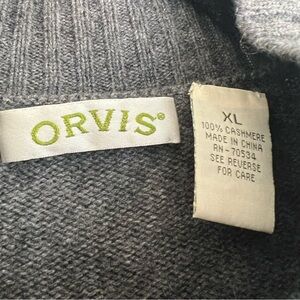 ORVIS®
XL
100% CASHMERE
MADE IN CHINA
RN-70534
SEE REVERSE
FOR CARE